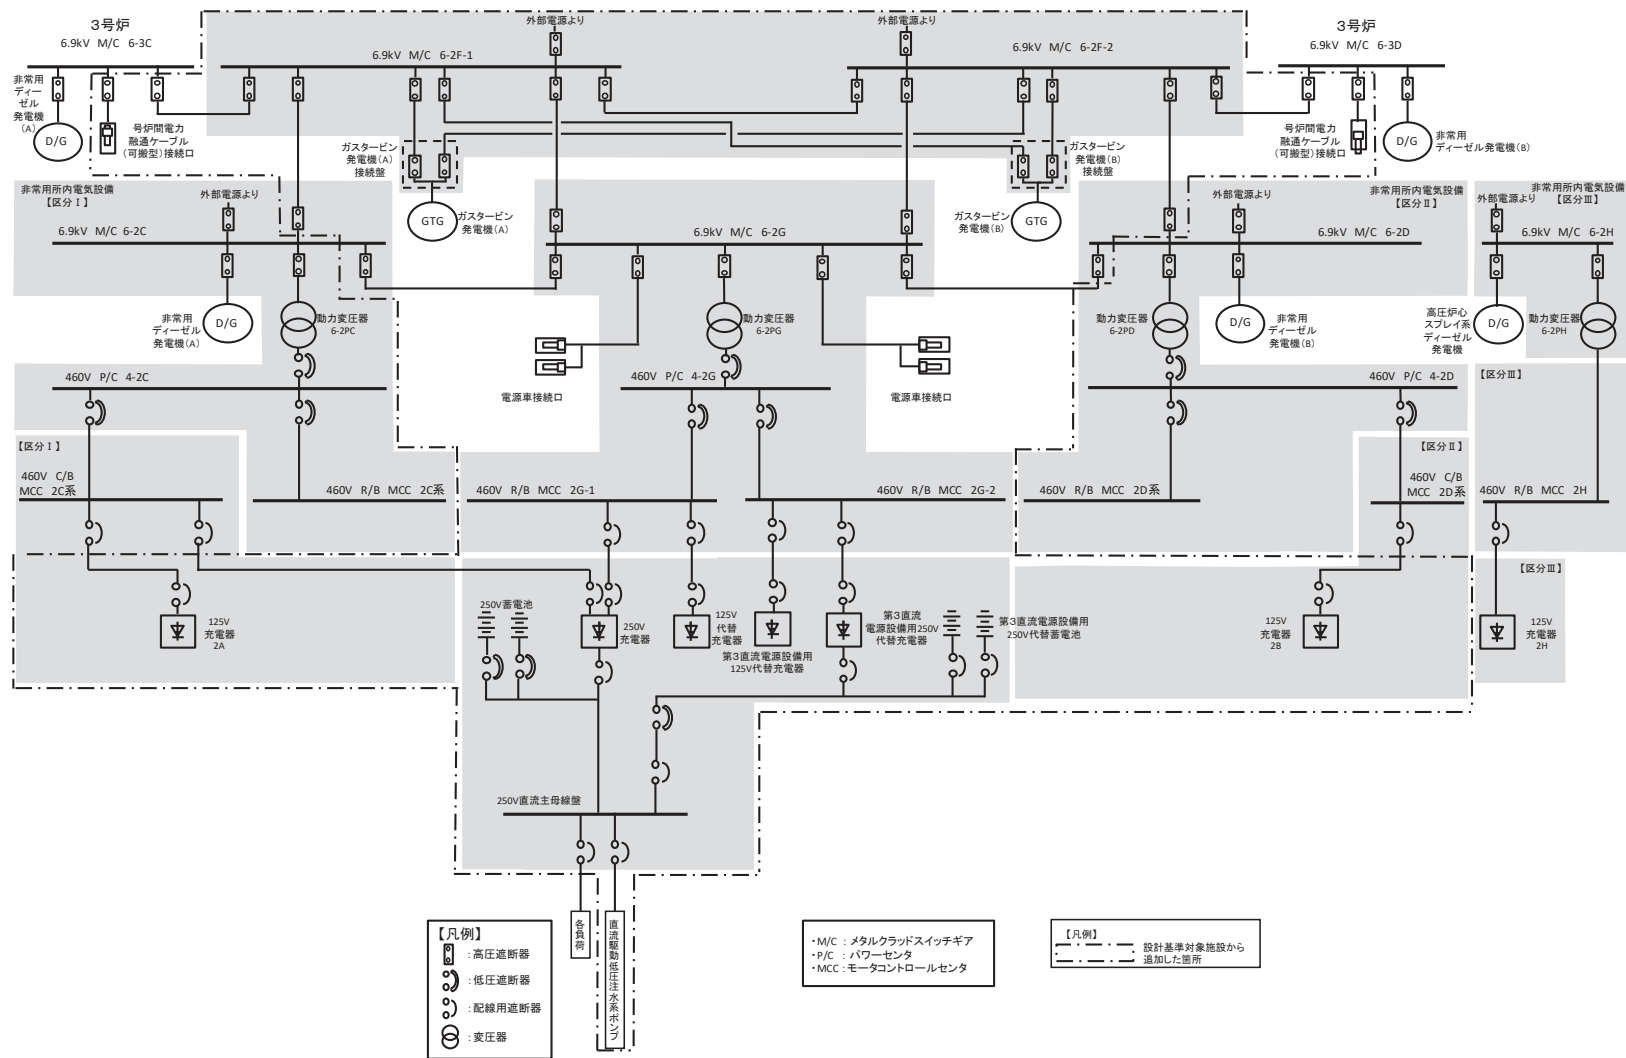 3号炉
6.9kV M/C 6-3C
外部電源より
外部電源より
3号炉
6.9kV M/C 6-3D
6.9kV M/C 6-2F-1
6.9kV M/C 6-2F-2
非常用
ディー
ゼル
発電機
(A)
D/G
号炉間電力
融通ケーブル
(可搬型)接続口
ガスタービン
発電機(A)
接続盤
ガスタービン
発電機(B)
接続盤
号炉間電力
融通ケーブル
(可搬型)接続口
D/G
非常用
ディーゼル発電機(B)
非常用所内電気設備
【区分Ⅰ】
外部電源より
6.9kV M/C 6-2C
GTG
ガスタービン
発電機(A)
6.9kV M/C 6-2G
ガスタービン
発電機(B)
GTG
外部電源より
非常用所内電気設備
【区分Ⅱ】
6.9kV M/C 6-2D
非常用所内電気設備
外部電源より
【区分Ⅲ】
6.9kV M/C 6-2H
非常用
ディーゼル
発電機(A)
D/G
動力変圧器
6-2PC
動力変圧器
6-2PG
動力変圧器
6-2PD
D/G
非常用
ディーゼル
発電機(B)
高圧炉心
スプレイ系
ディーゼル
発電機
D/G
動力変圧器
6-2PH
460V P/C 4-2C
電源車接続口
460V P/C 4-2G
電源車接続口
460V P/C 4-2D
【区分Ⅲ】
【区分Ⅰ】
460V C/B
MCC 2C系
460V R/B MCC 2C系
460V R/B MCC 2G-1
460V R/B MCC 2G-2
460V R/B MCC 2D系
【区分Ⅱ】
460V C/B
MCC 2D系
460V R/B MCC 2H
【区分Ⅲ】
125V
充電器
2A
250V蓄電池
250V
充電器
125V
代替
充電器
第3直流電源設備用
125V代替充電器
第3直流
電源設備用250V
代替充電器
第3直流電源設備用
250V代替蓄電池
125V
充電器
2B
125V
充電器
2H
250V直流主母線盤
各負荷
直流駆動低圧注水系ポンプ
【凡例】
:高圧遮断器
:低圧遮断器
:配線用遮断器
:変圧器
・M/C :メタルクラッドスイッチギア
・P/C :パワーセンタ
・MCC:モータコントロールセンタ
【凡例】
設計基準対象施設から
追加した箇所